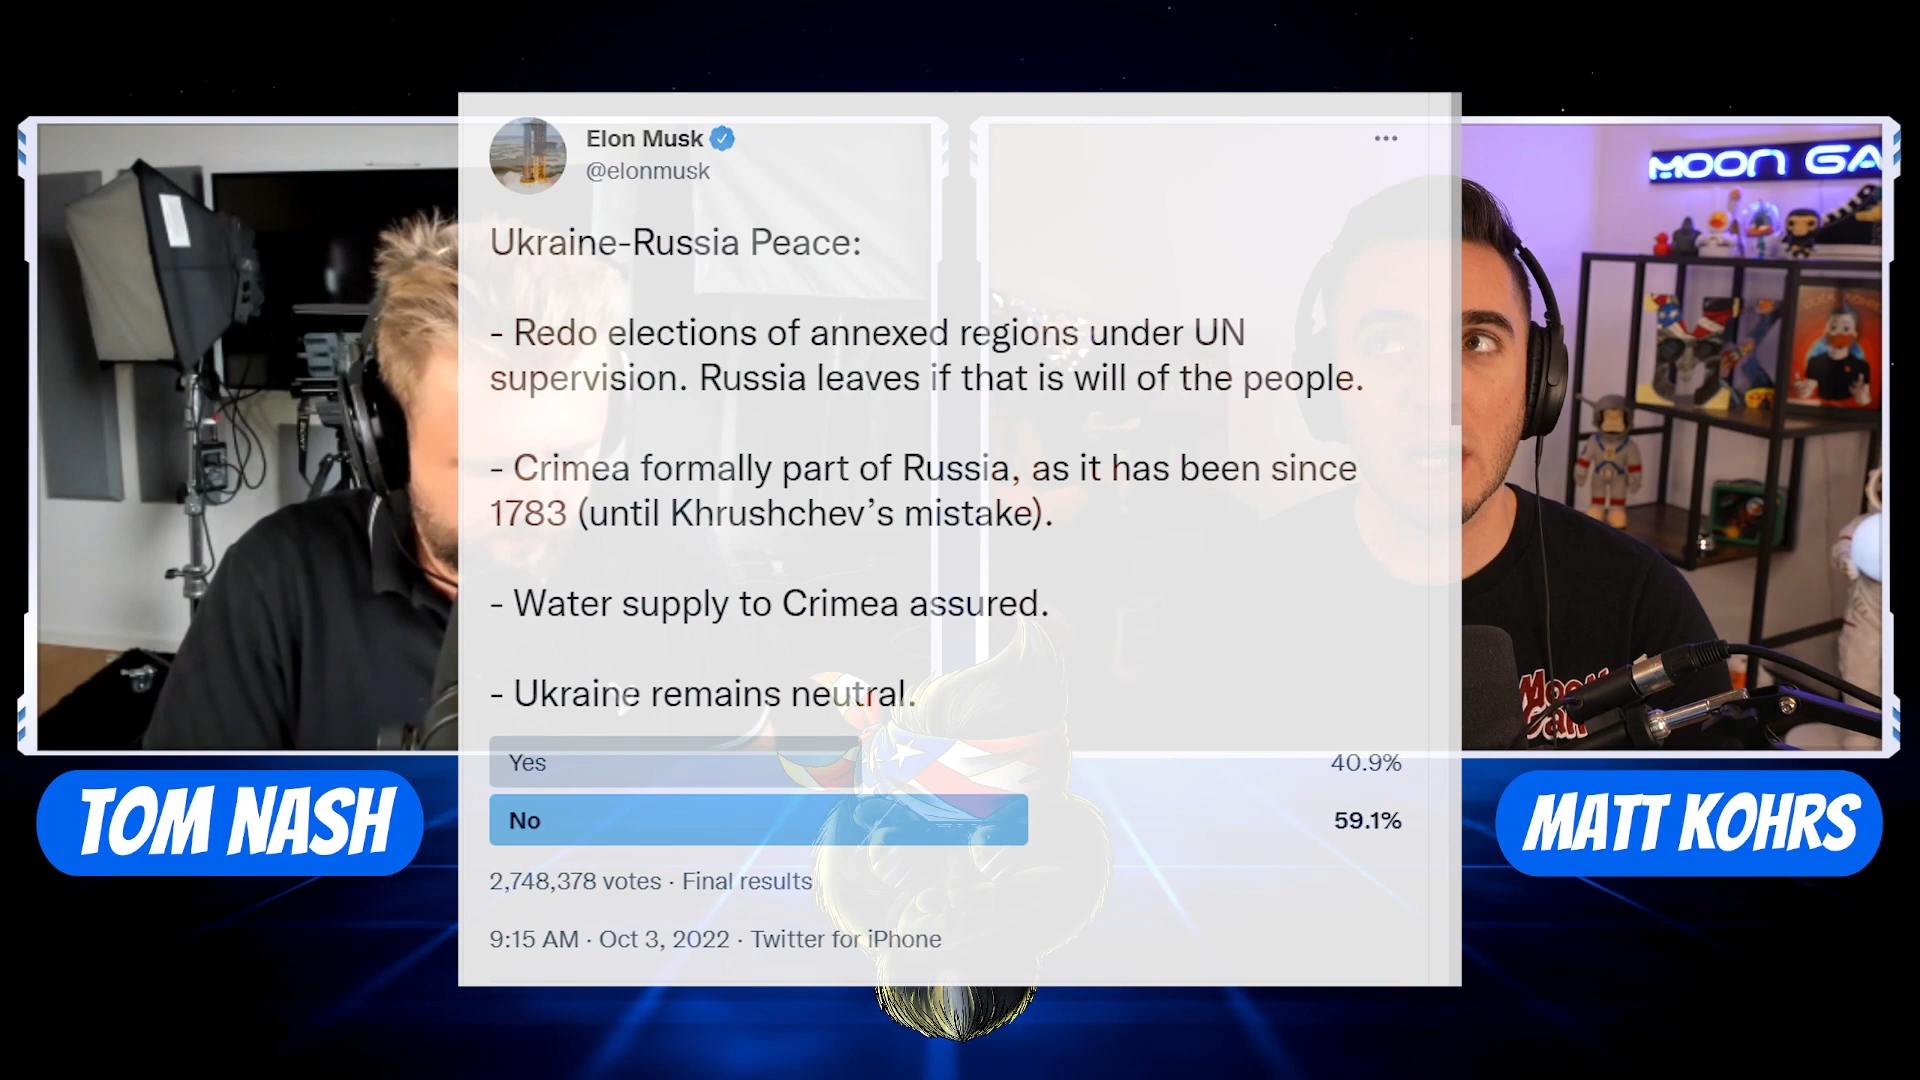 MOON GA
Elon Musk
@elonmusk
Ukraine-Russia Peace:
- Redo elections of annexed regions under UN
supervision. Russia leaves if that is will of the people.
- Crimea formally part of Russia, as it has been since
1783 (until Khrushchev’s mistake).
- Water supply to Crimea assured.
- Ukraine remains neutral.
Yes 40.9%
No 59.1%
2,748,378 votes · Final results
9:15 AM · Oct 3, 2022 · Twitter for iPhone
Moon
Gang
TOM NASH
MATT KOHRS